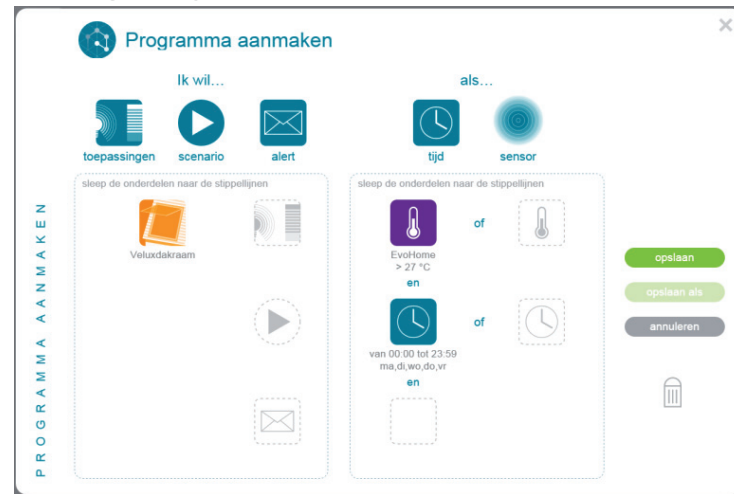 Programma aanmaken
Ik wil...
als...
toepassingen
scenario
alert
tijd
sensor
sleep de onderdelen naar de stippellijnen
sleep de onderdelen naar de stippellijnen
PROGRAMMA AANMAKEN
Veluxdakraam
EvoHome
> 27 °C
of
en
van 00:00 tot 23:59
ma,di,wo,do,vr
of
en
opslaan
opslaan als
annuleren